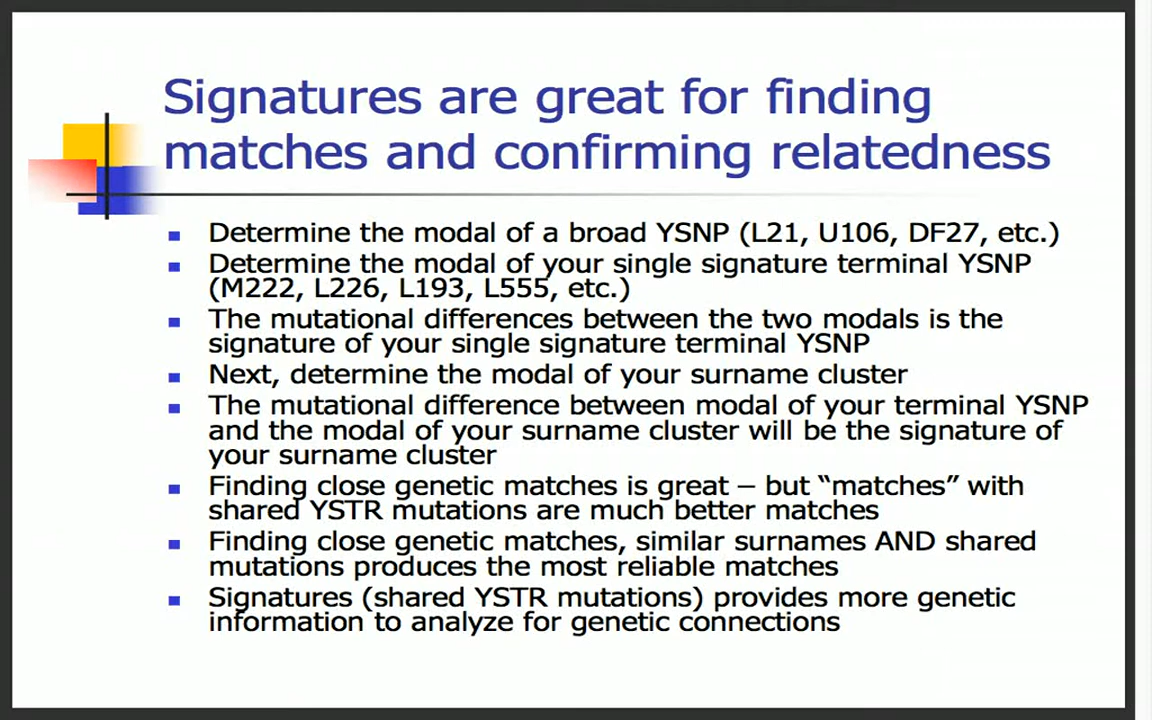 Signatures are great for finding
matches and confirming relatedness
Determine the modal of a broad YSNP (L21, U106, DF27, etc.)
Determine the modal of your single signature terminal YSNP
(M222, L226, L193, L555, etc.)
The mutational differences between the two modals is the
signature of your single signature terminal YSNP
Next, determine the modal of your surname cluster
The mutational difference between modal of your terminal YSNP
and the modal of your surname cluster will be the signature of
your surname cluster
Finding close genetic matches is great – but “matches” with
shared YSTR mutations are much better matches
Finding close genetic matches, similar surnames AND shared
mutations produces the most reliable matches
Signatures (shared YSTR mutations) provides more genetic
information to analyze for genetic connections